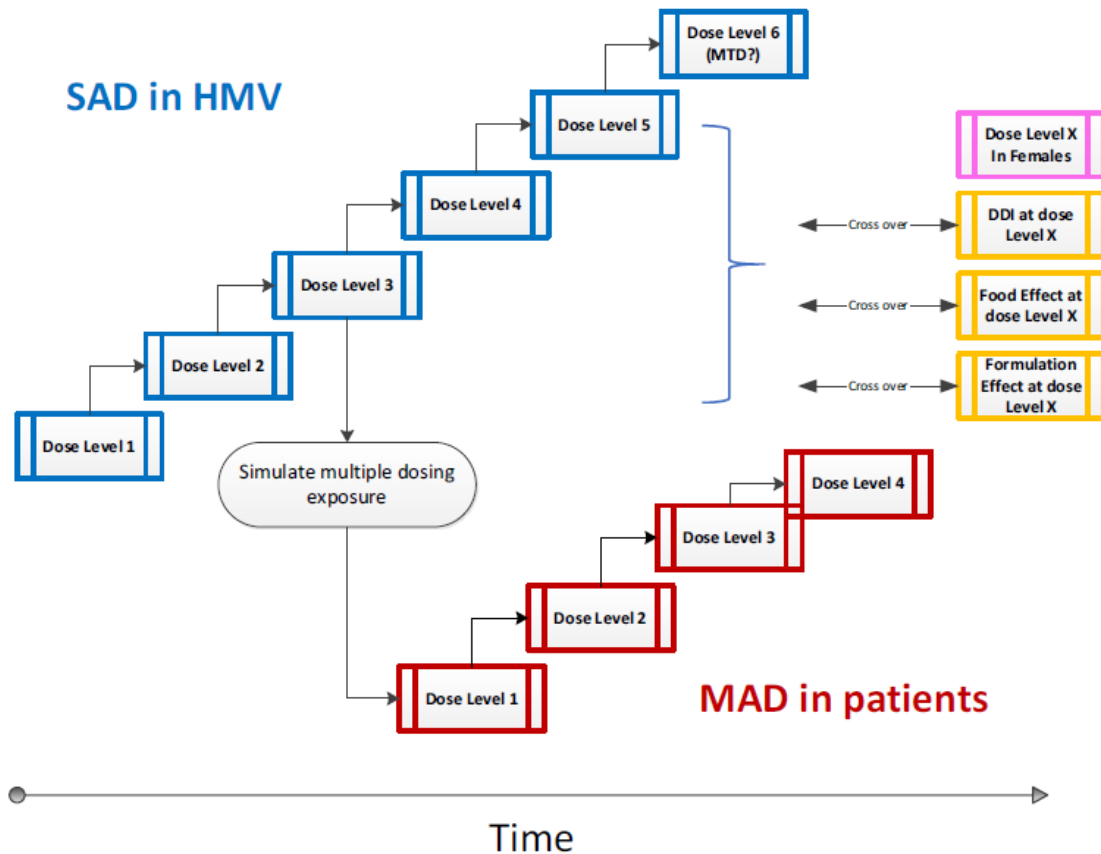 Dose Level 6
(MTD?)
SAD in HMV
Dose Level 5
Dose Level X
In Females
Dose Level 4
Cross over
DDI at dose
Level X
Dose Level 3
Cross over
Food Effect at
dose Level X
Dose Level 2
Cross over
Formulation
Effect at dose
Level X
Dose Level 1
Simulate multiple dosing
exposure
Dose Level 4
Dose Level 3
Dose Level 2
Dose Level 1
MAD in patients
Time